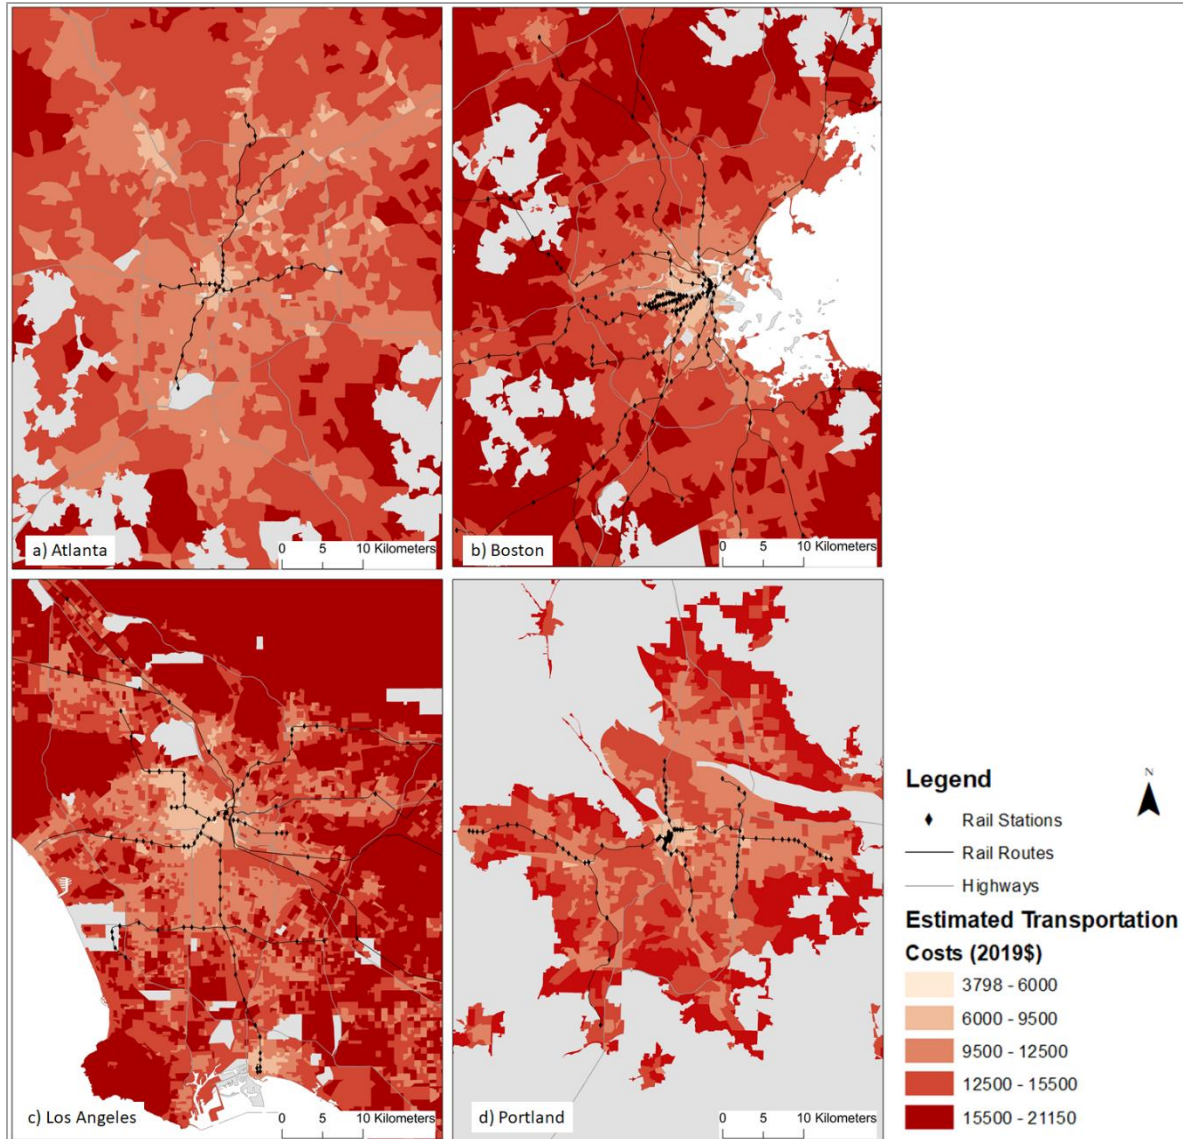 a) Atlanta
0 5 10 Kilometers
b) Boston
0 5 10 Kilometers
c) Los Angeles
0 5 10 Kilometers
d) Portland
0 5 10 Kilometers
N
Legend
Rail Stations
Rail Routes
Highways
Estimated Transportation
Costs (2019$)
3798 - 6000
6000 - 9500
9500 - 12500
12500 - 15500
15500 - 21150